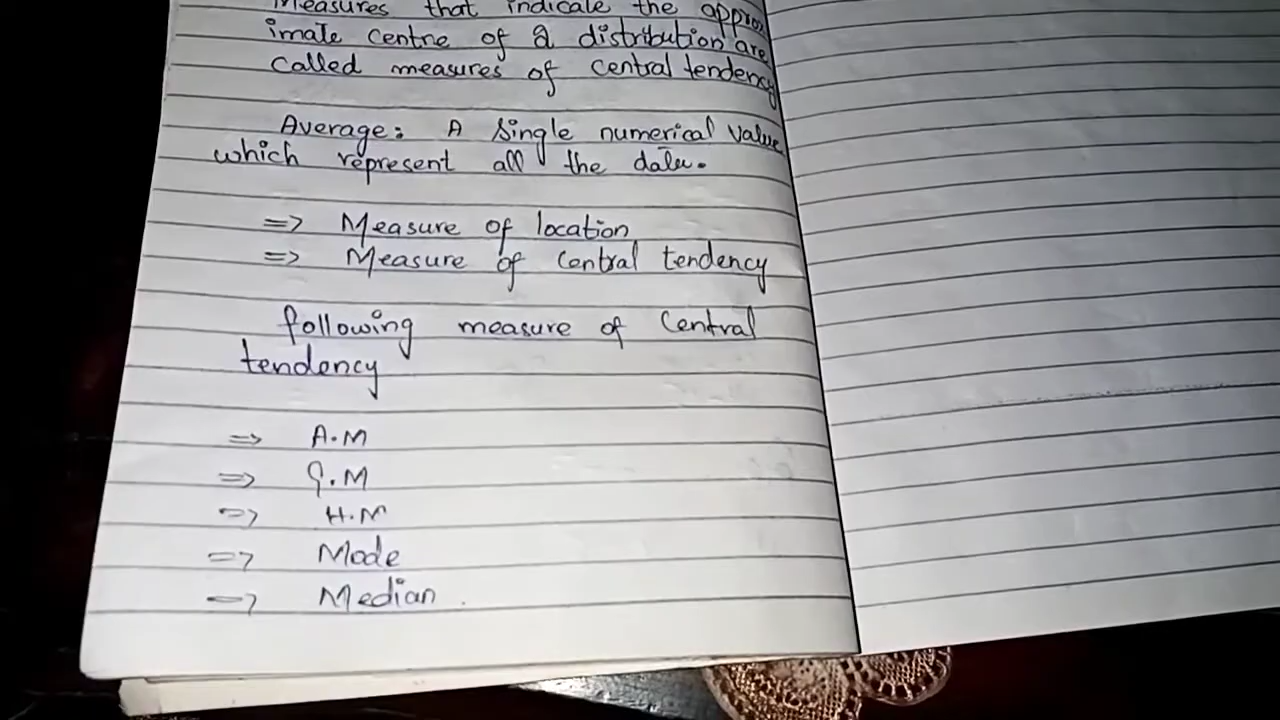 Measures that indicate the approx
imate centre of a distribution are
called measures of central tendency
Average: A single numerical value
which represent all the data.
=> Measure of location
=> Measure of central tendency
following measure of central
tendency
=> A.M
=> G.M
=> H.M
=> Mode
=> Median.